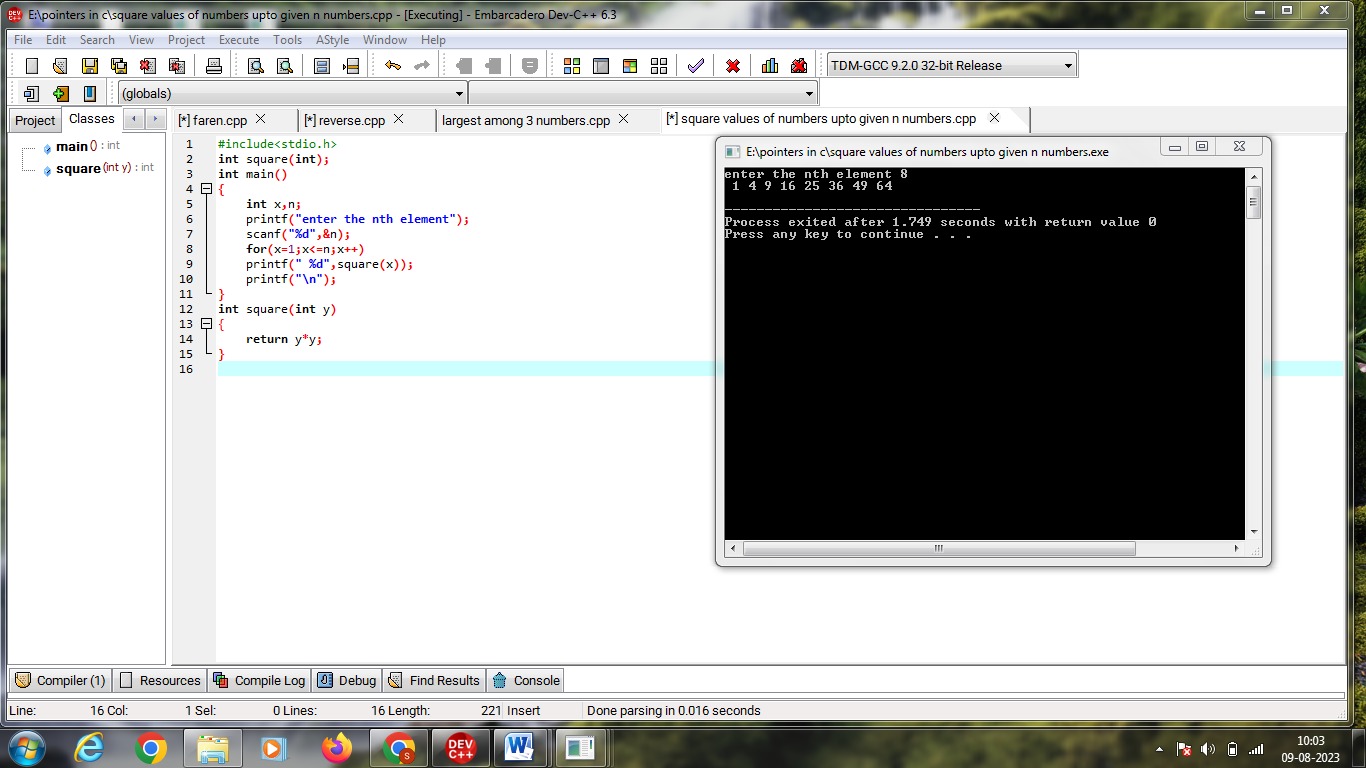 E:\pointers in c\square values of numbers upto given n numbers.cpp - [Executing] - Embarcadero Dev-C++ 6.3
File Edit Search View Project Execute Tools AStyle Window Help
TDM-GCC 9.2.0 32-bit Release
(globals)
Project Classes
[*] faren.cpp [*] reverse.cpp largest among 3 numbers.cpp [*] square values of numbers upto given n numbers.cpp
main() : int
square(int y) : int
1 #include<stdio.h>
2 int square(int);
3 int main()
4 {
5 int x,n;
6 printf("enter the nth element");
7 scanf("%d",&n);
8 for(x=1;x<=n;x++)
9 printf(" %d",square(x));
10 printf("\n");
11 }
12 int square(int y)
13 {
14 return y*y;
15 }
16
E:\pointers in c\square values of numbers upto given n numbers.exe
enter the nth element 8
1 4 9 16 25 36 49 64
--------------------------------
Process exited after 1.749 seconds with return value 0
Press any key to continue . . .
Compiler (1) Resources Compile Log Debug Find Results Console
Line: 16 Col: 1 Sel: 0 Lines: 16 Length: 221 Insert Done parsing in 0.016 seconds
S
DEV C++
W
10:03
09-08-2023